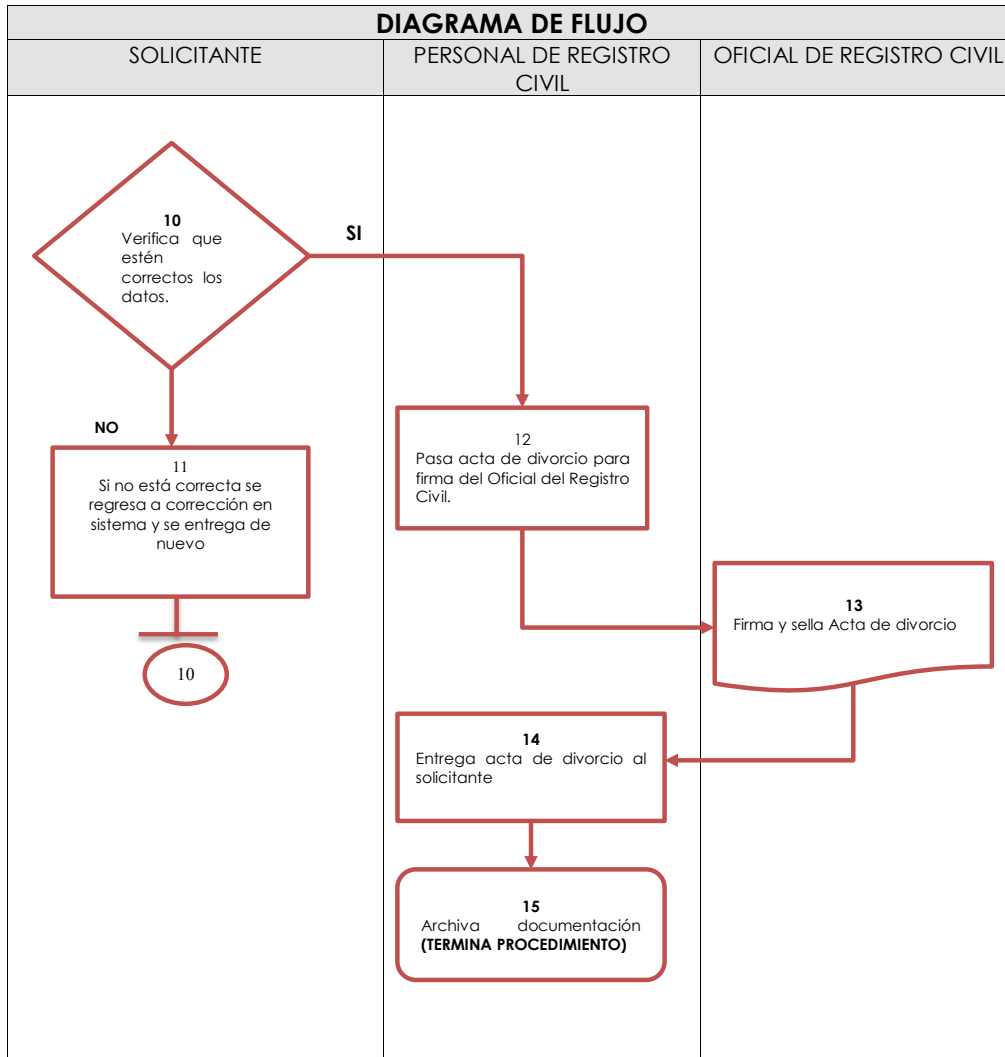 DIAGRAMA DE FLUJO
SOLICITANTE
PERSONAL DE REGISTRO
CIVIL
OFICIAL DE REGISTRO CIVIL
10
Verifica que
estén
correctos los
datos.
SI
NO
11
Si no está correcta se
regresa a corrección en
sistema y se entrega de
nuevo
10
12
Pasa acta de divorcio para
firma del Oficial del Registro
Civil.
13
Firma y sella Acta de divorcio
14
Entrega acta de divorcio al
solicitante
15
Archiva documentación
(TERMINA PROCEDIMIENTO)